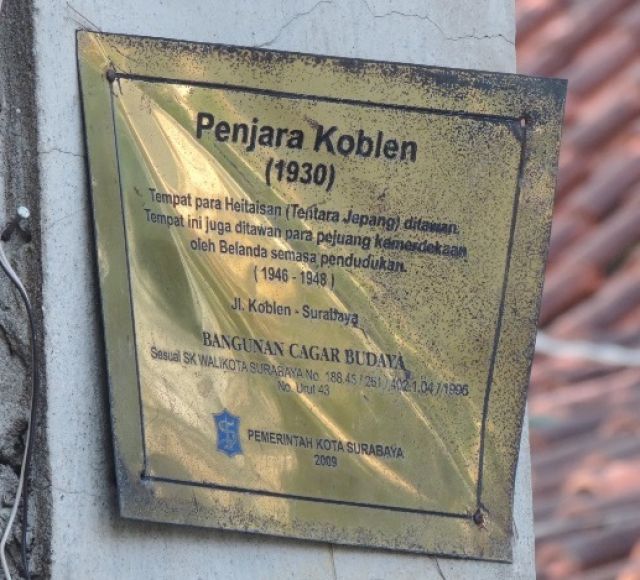 Penjara Koblen
(1930)
Tempat para Heitaisan (Tentara Jepang) ditawan.
Tempat ini juga ditawan para pejuang kemerdekaan
oleh Belanda semasa pendudukan.
( 1946 - 1948 )
Jl. Koblen - Surabaya
BANGUNAN CAGAR BUDAYA
Sesuai SK WALIKOTA SURABAYA No. 188.45 / 251 / 402.1.04 / 1996
No. Urut 43
PEMERINTAH KOTA SURABAYA
2009